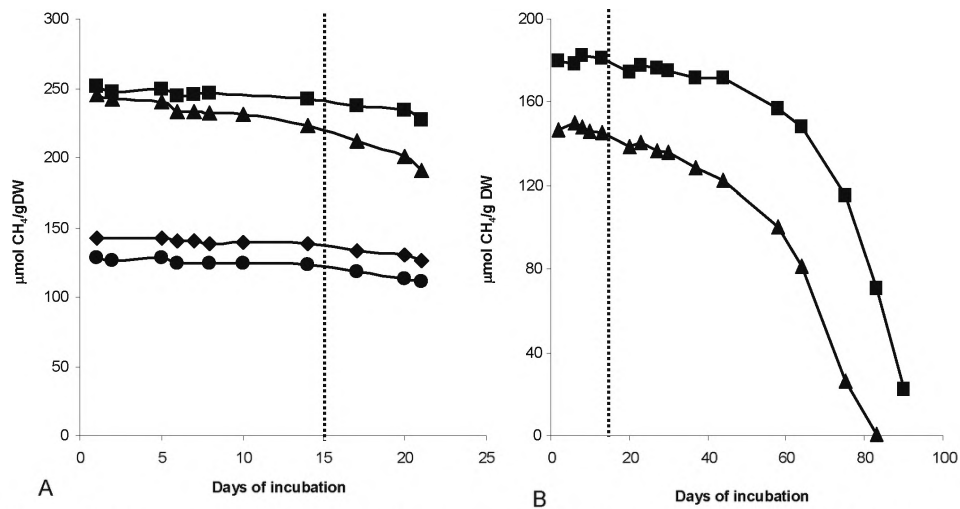 300
250
200
150
100
50
0
µmol CH₄/gDW
0 5 10 15 20 25
Days of incubation
A
200
160
120
80
40
0
µmol CH₄/g DW
0 20 40 60 80 100
Days of incubation
B